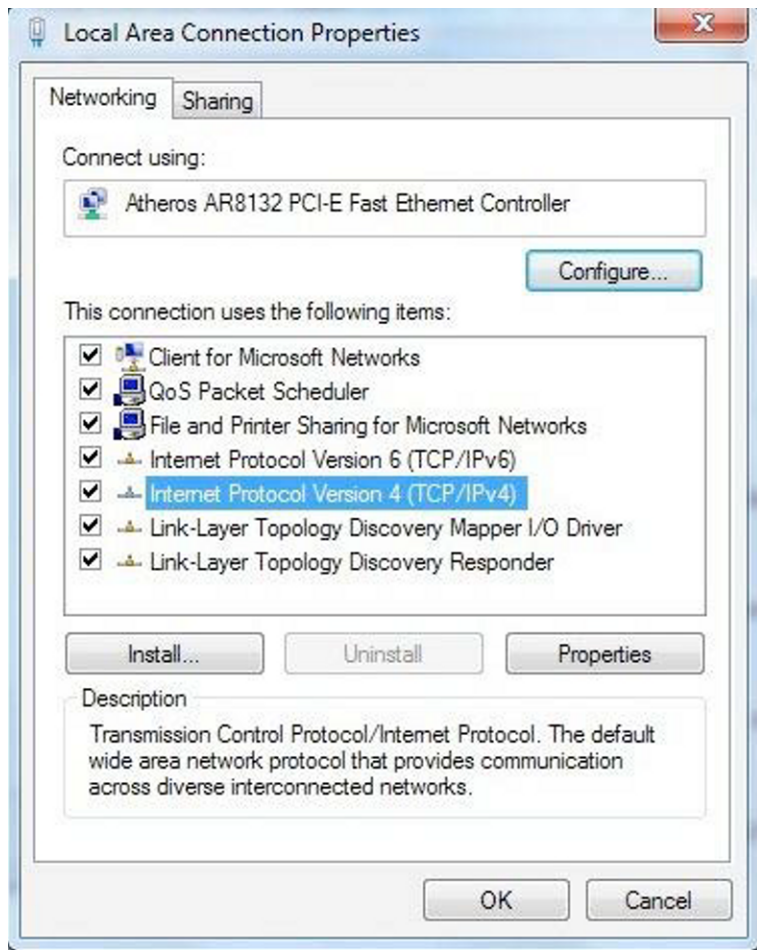 Local Area Connection Properties
Networking
Sharing
Connect using:
Atheros AR8132 PCI-E Fast Ethernet Controller
Configure...
This connection uses the following items:
Client for Microsoft Networks
QoS Packet Scheduler
File and Printer Sharing for Microsoft Networks
Internet Protocol Version 6 (TCP/IPv6)
Internet Protocol Version 4 (TCP/IPv4)
Link-Layer Topology Discovery Mapper I/O Driver
Link-Layer Topology Discovery Responder
Install...
Uninstall
Properties
Description
Transmission Control Protocol/Internet Protocol. The default
wide area network protocol that provides communication
across diverse interconnected networks.
OK
Cancel